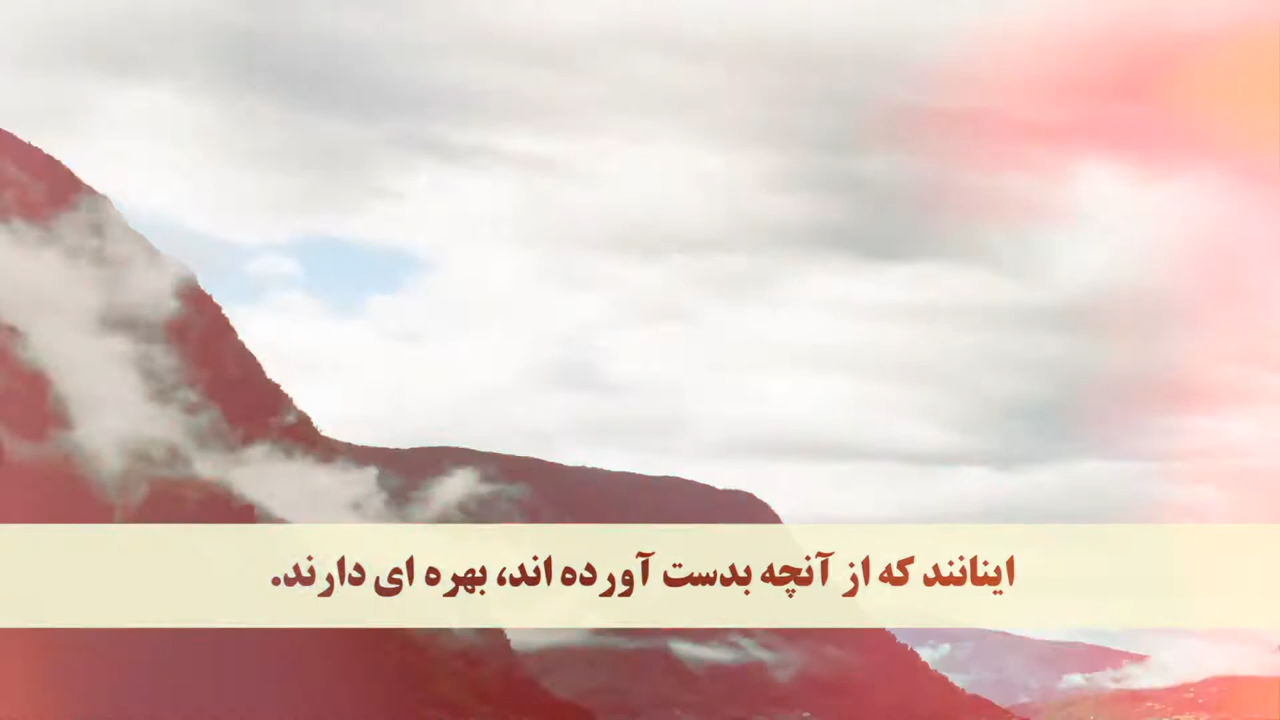 اینانند که از آنچه بدست آورده اند، بهره ای دارند.